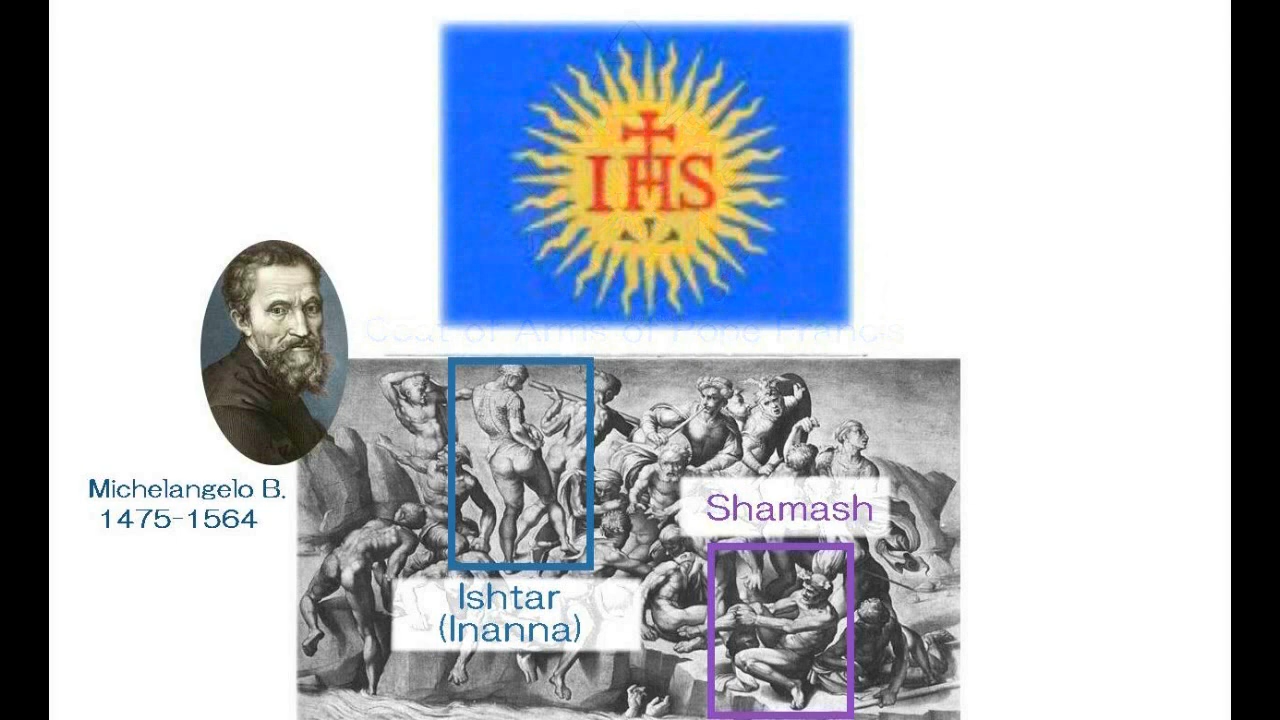 IHS
Coat of Arms of Pope Francis
Michelangelo B.
1475-1564
Shamash
Ishtar
(Inanna)